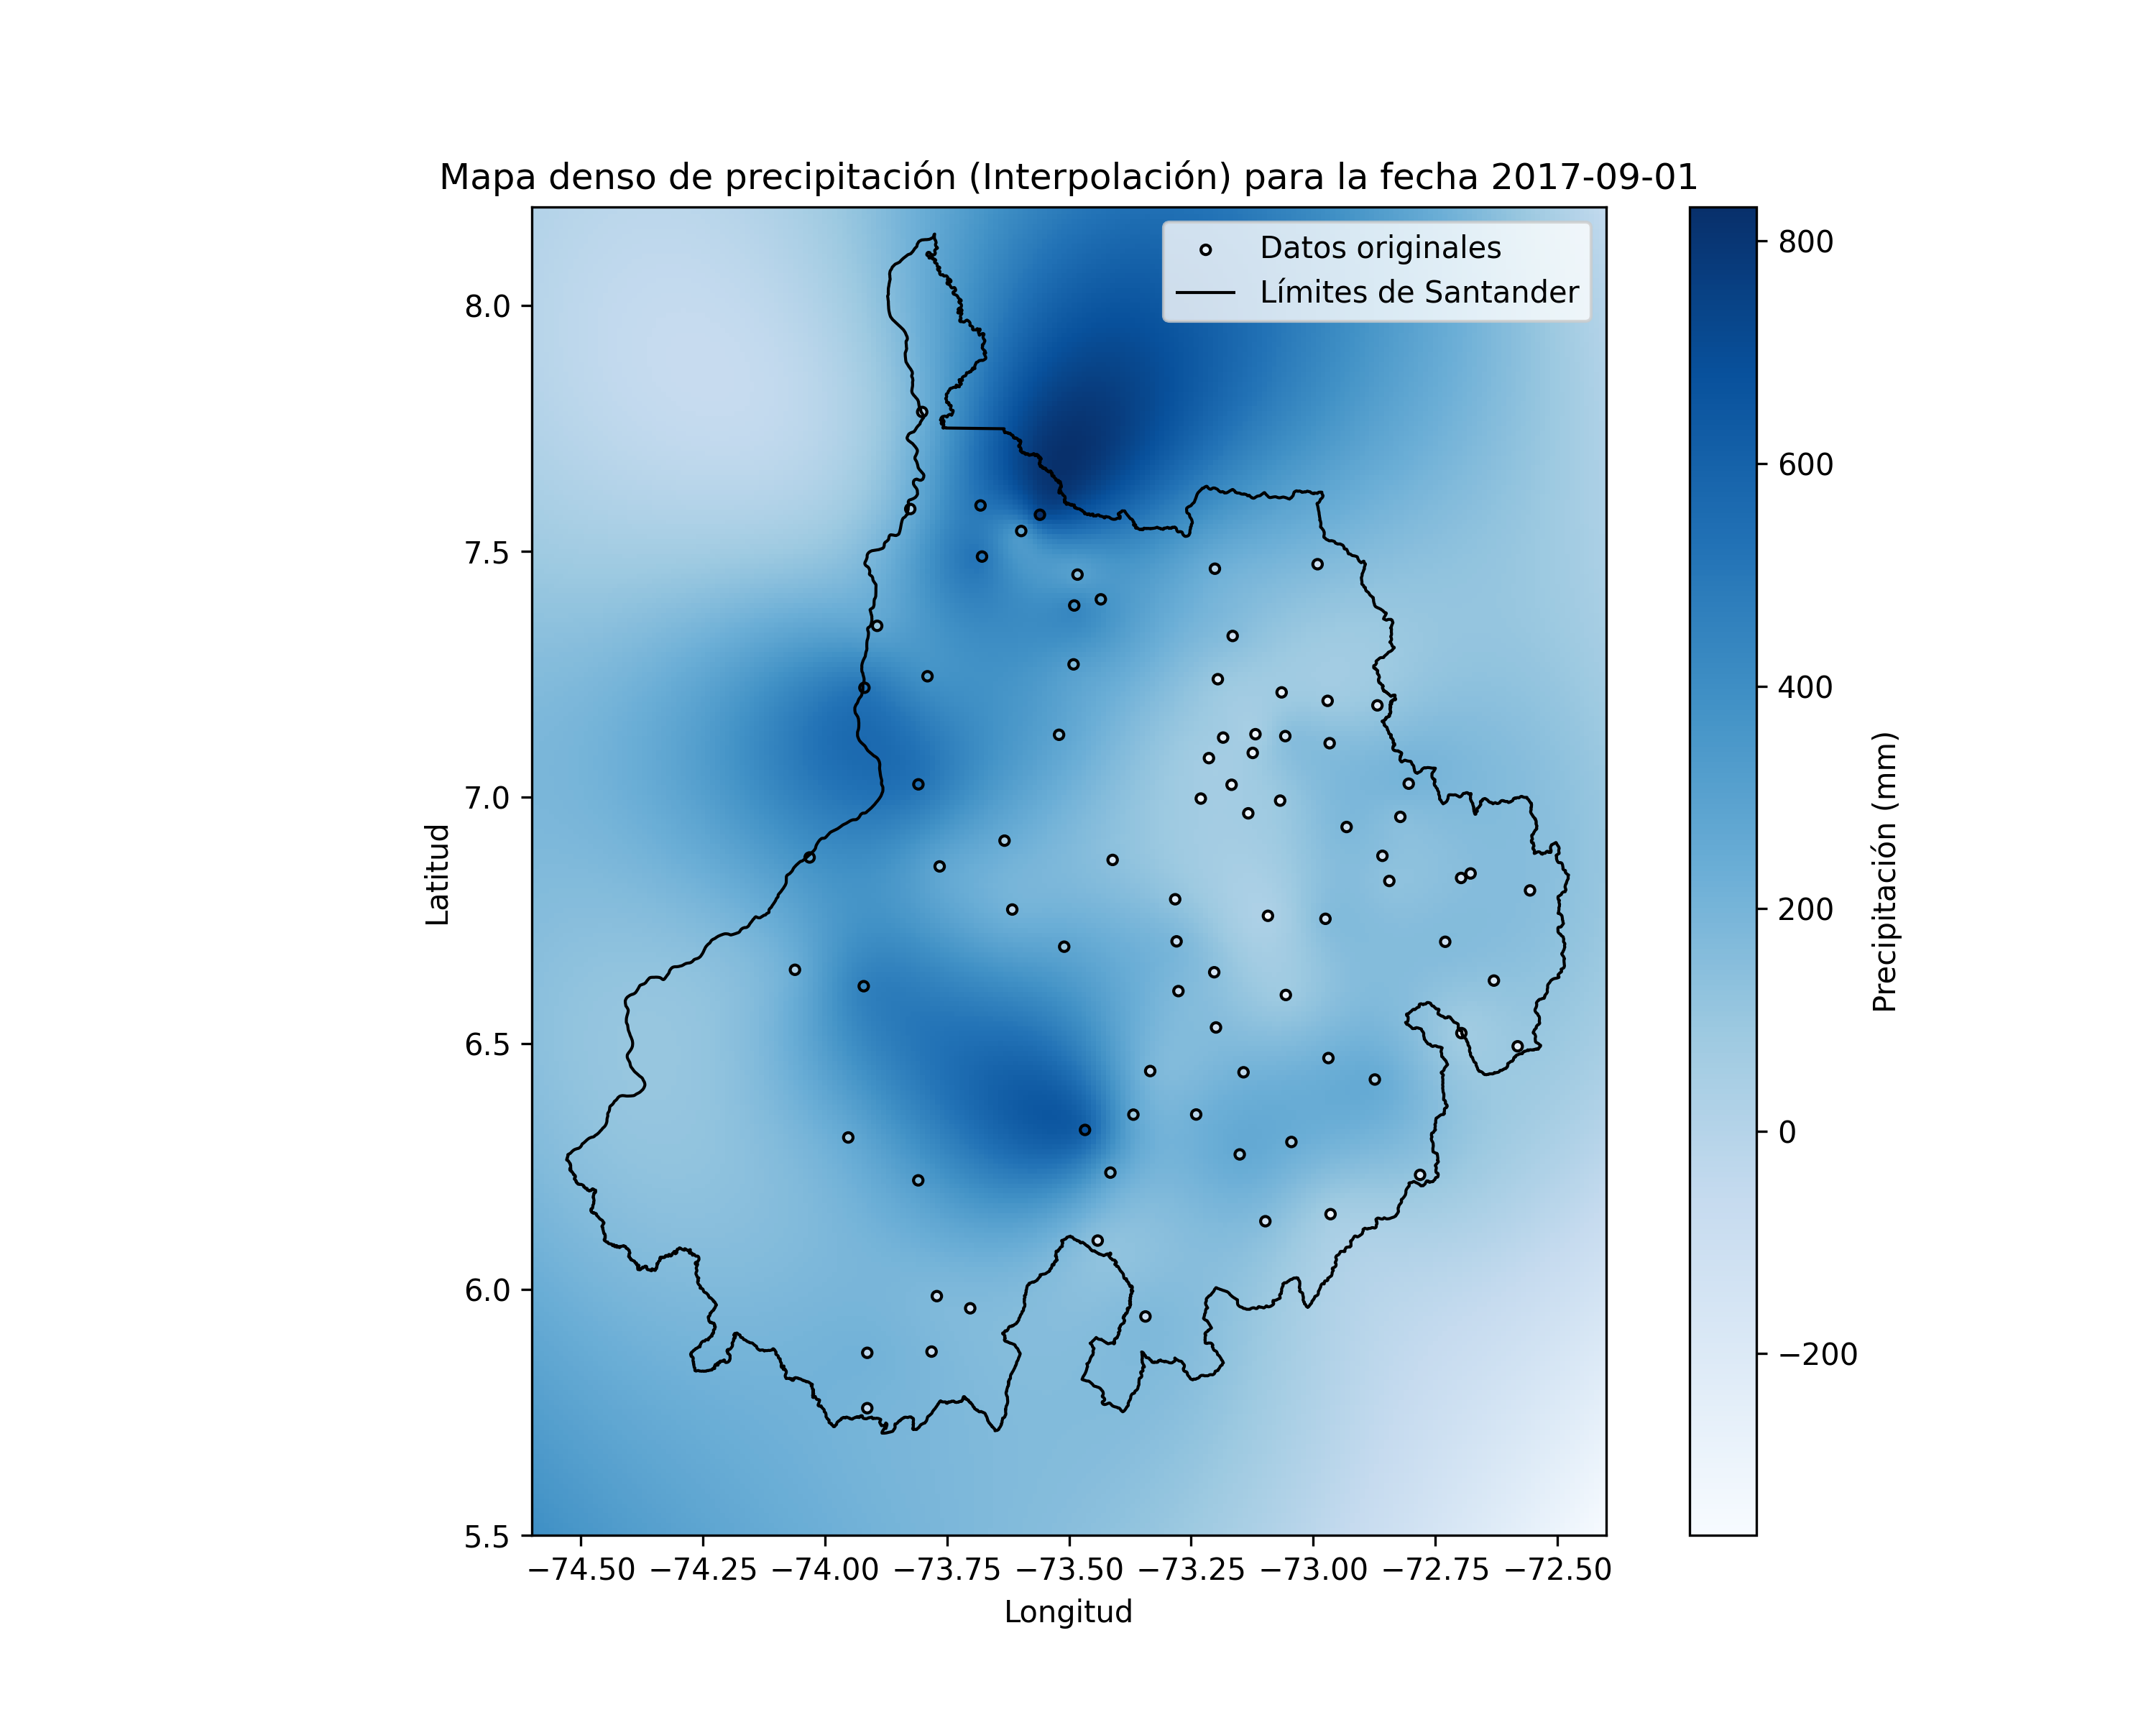 Mapa denso de precipitación (Interpolación) para la fecha 2017-09-01
Datos originales
Límites de Santander
8.0
7.5
7.0
6.5
6.0
5.5
Latitud
−74.50 −74.25 −74.00 −73.75 −73.50 −73.25 −73.00 −72.75 −72.50
Longitud
800
600
400
200
0
−200
Precipitación (mm)